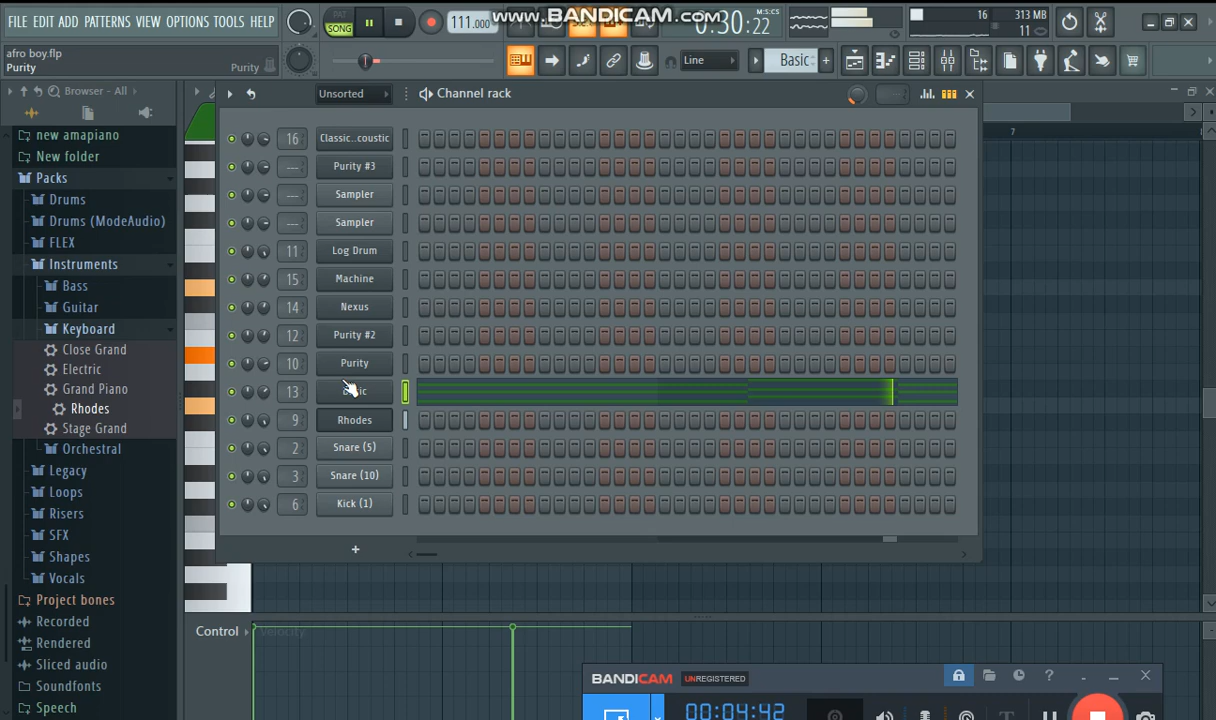 FILE EDIT ADD PATTERNS VIEW OPTIONS TOOLS HELP
PAT
SONG
111.000
www.BANDICAM.com
0:30:22
M:S:CS
16
313 MB
11
afro boy.flp
Purity
Purity
Line
Basic
Browser - All
Unsorted
Channel rack
7
new amapiano
New folder
Packs
Drums
Drums (ModeAudio)
FLEX
Instruments
Bass
Guitar
Keyboard
Close Grand
Electric
Grand Piano
Rhodes
Stage Grand
Orchestral
Legacy
Loops
Risers
SFX
Shapes
Vocals
Project bones
Recorded
Rendered
Sliced audio
Soundfonts
Speech
16 Classic..coustic
--- Purity #3
--- Sampler
--- Sampler
11 Log Drum
15 Machine
14 Nexus
12 Purity #2
10 Purity
13
9 Rhodes
2 Snare (5)
3 Snare (10)
6 Kick (1)
+
Control
Velocity
BANDICAM UNREGISTERED
00:04:42